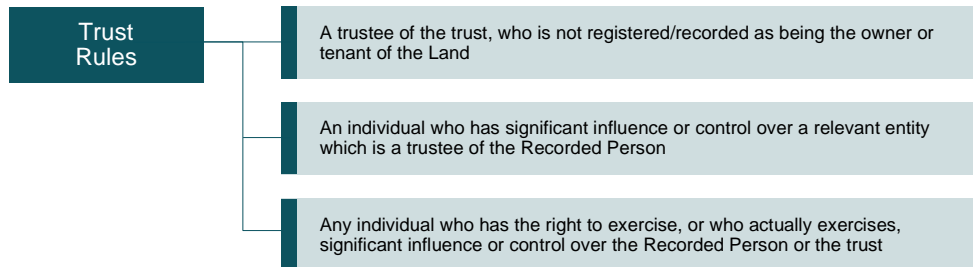 Trust
Rules
A trustee of the trust, who is not registered/recorded as being the owner or
tenant of the Land
An individual who has significant influence or control over a relevant entity
which is a trustee of the Recorded Person
Any individual who has the right to exercise, or who actually exercises,
significant influence or control over the Recorded Person or the trust